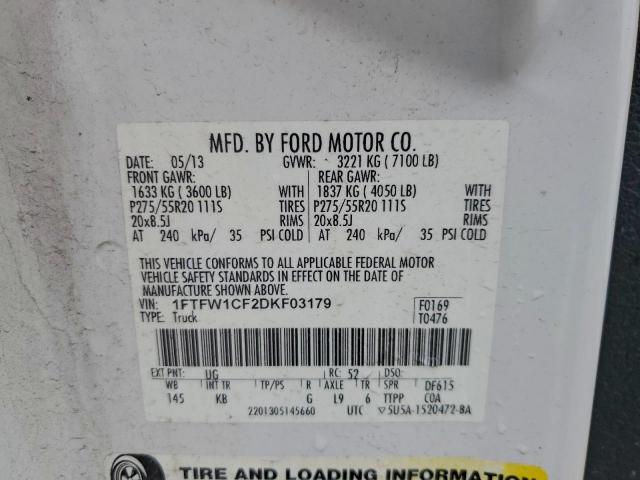 MFD. BY FORD MOTOR CO.
DATE: 05/13 GVWR: 3221 KG (7100 LB)
FRONT GAWR: REAR GAWR:
1633 KG (3600 LB) WITH 1837 KG (4050 LB) WITH
P275/55R20 111S TIRES P275/55R20 111S TIRES
20x8.5J RIMS 20x8.5J RIMS
AT 240 kPa/ 35 PSI COLD AT 240 kPa/ 35 PSI COLD
THIS VEHICLE CONFORMS TO ALL APPLICABLE FEDERAL MOTOR
VEHICLE SAFETY STANDARDS IN EFFECT ON THE DATE OF
MANUFACTURE SHOWN ABOVE.
VIN: 1FTFW1CF2DKF03179 F0169
TYPE: Truck T0476
EXT PNT: UG RC: 52 DSO:
WB INT TR TP/PS R AXLE TR SPR DF615
145 KB G L9 6 TTPP COA
2201305145660 UTC ▽5U5A-1520472-BA
TIRE AND LOADING INFORMATION